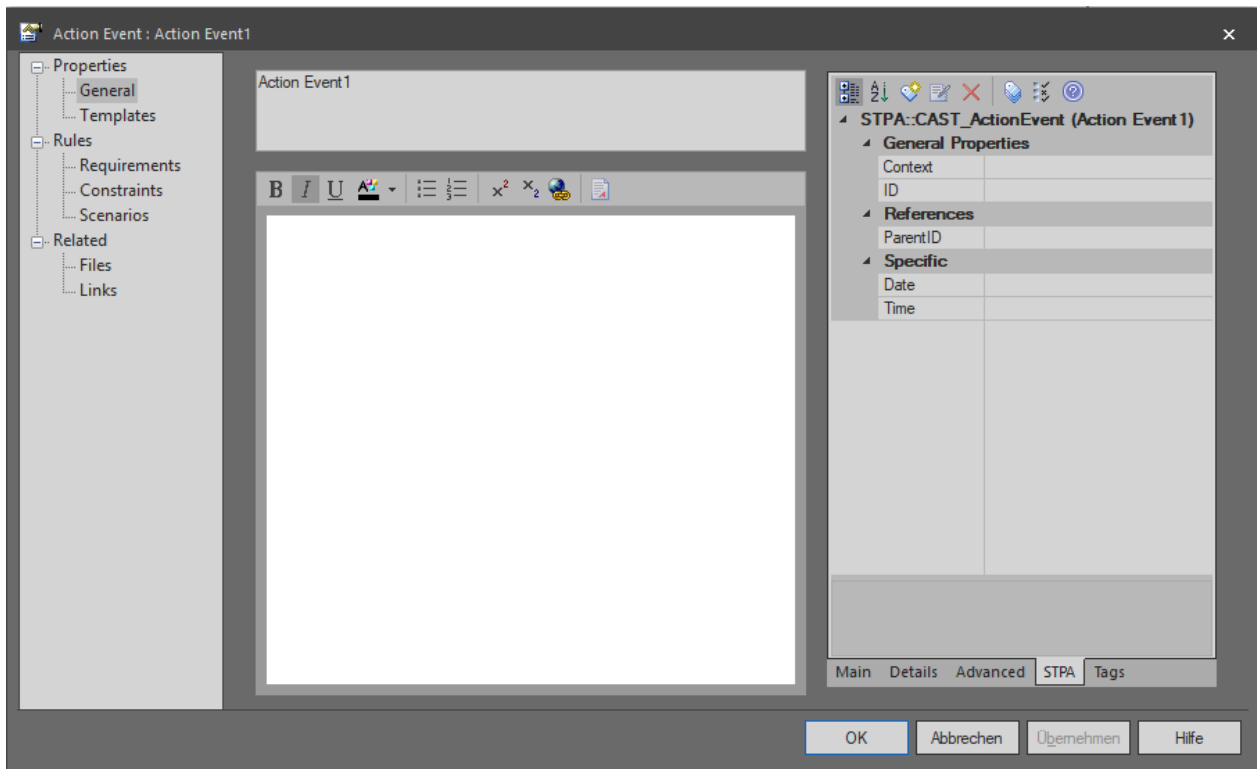 Action Event : Action Event1
Properties
General
Templates
Rules
Requirements
Constraints
Scenarios
Related
Files
Links
Action Event1
B I U
x² ×₂
STPA::CAST_ActionEvent (Action Event1)
General Properties
Context
ID
References
ParentID
Specific
Date
Time
Main Details Advanced STPA Tags
OK Abbrechen Übernehmen Hilfe